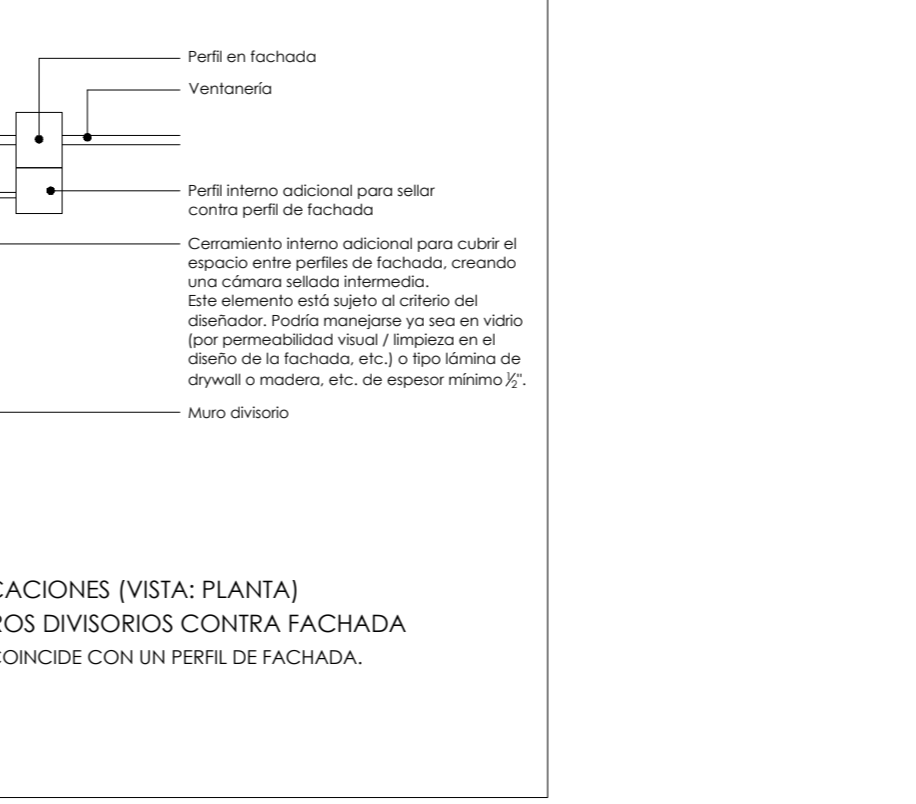 Perfil en fachada
Ventanería
Perfil interno adicional para sellar
contra perfil de fachada
Cerramiento interno adicional para cubrir el
espacio entre perfiles de fachada, creando
una cámara sellada intermedia.
Este elemento está sujeto al criterio del
diseñador. Podría manejarse ya sea en vidrio
(por permeabilidad visual / limpieza en el
diseño de la fachada, etc.) o tipo lámina de
drywall o madera, etc. de espesor mínimo ½".
Muro divisorio
CACIONES (VISTA: PLANTA)
ROS DIVISORIOS CONTRA FACHADA
COINCIDE CON UN PERFIL DE FACHADA.